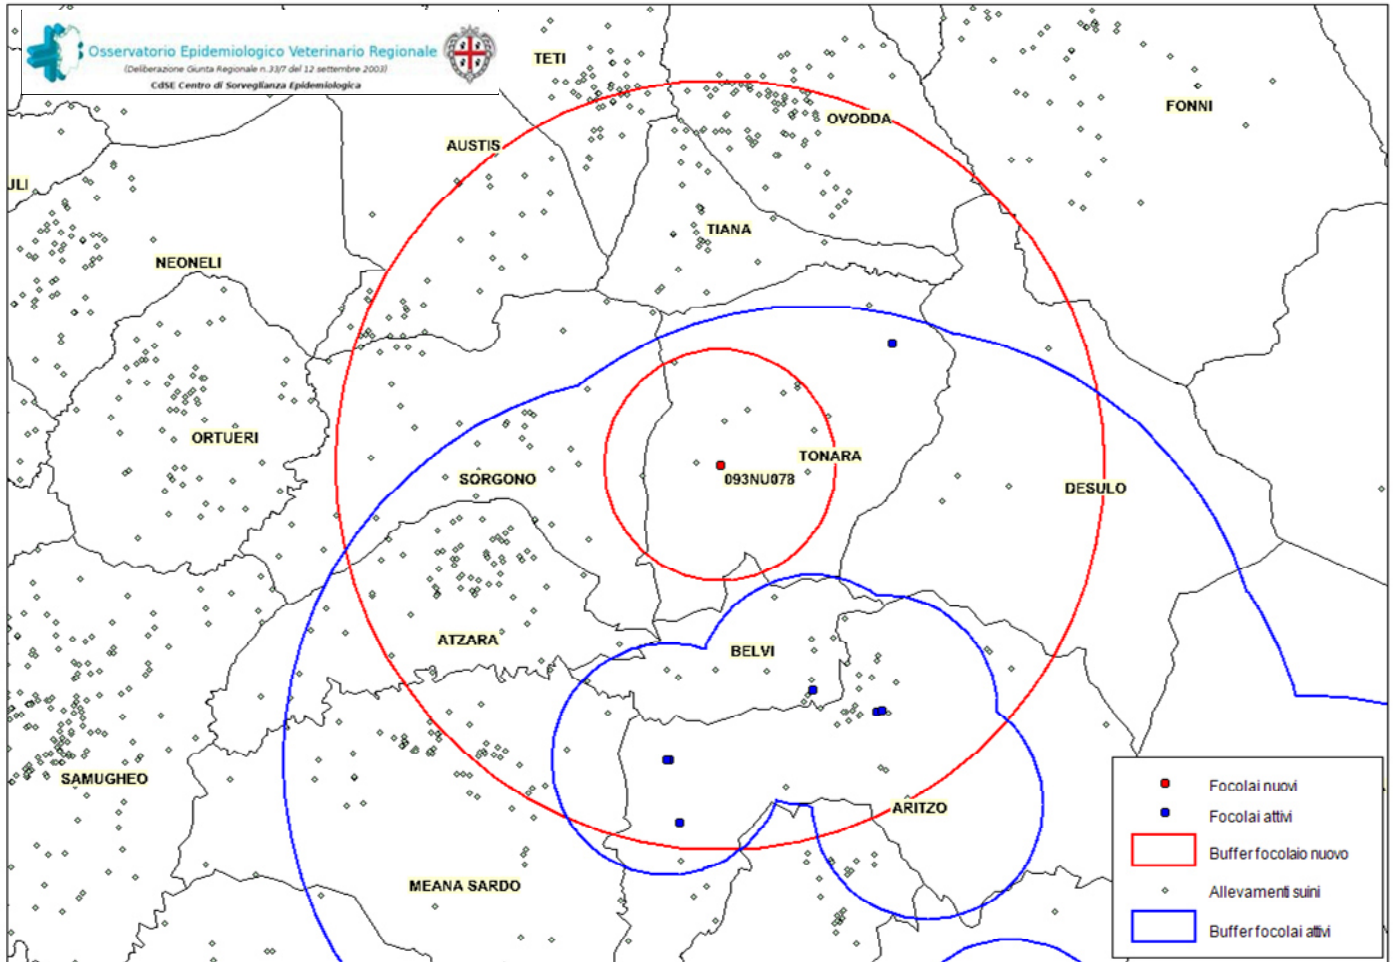 Osservatorio Epidemiologico Veterinario Regionale
(Deliberazione Giunta Regionale n.33/7 del 12 settembre 2003)
CdSE Centro di Sorveglianza Epidemiologica
TETI
FONNI
OVODDA
AUSTIS
ULI
TIANA
NEONELI
ORTUERI
TONARA
SORGONO
093NU078
DESULO
ATZARA
BELVI
SAMUGHEO
ARITZO
MEANA SARDO
Focolai nuovi
Focolai attivi
Buffer focolaio nuovo
Allevamenti suini
Buffer focolai attivi